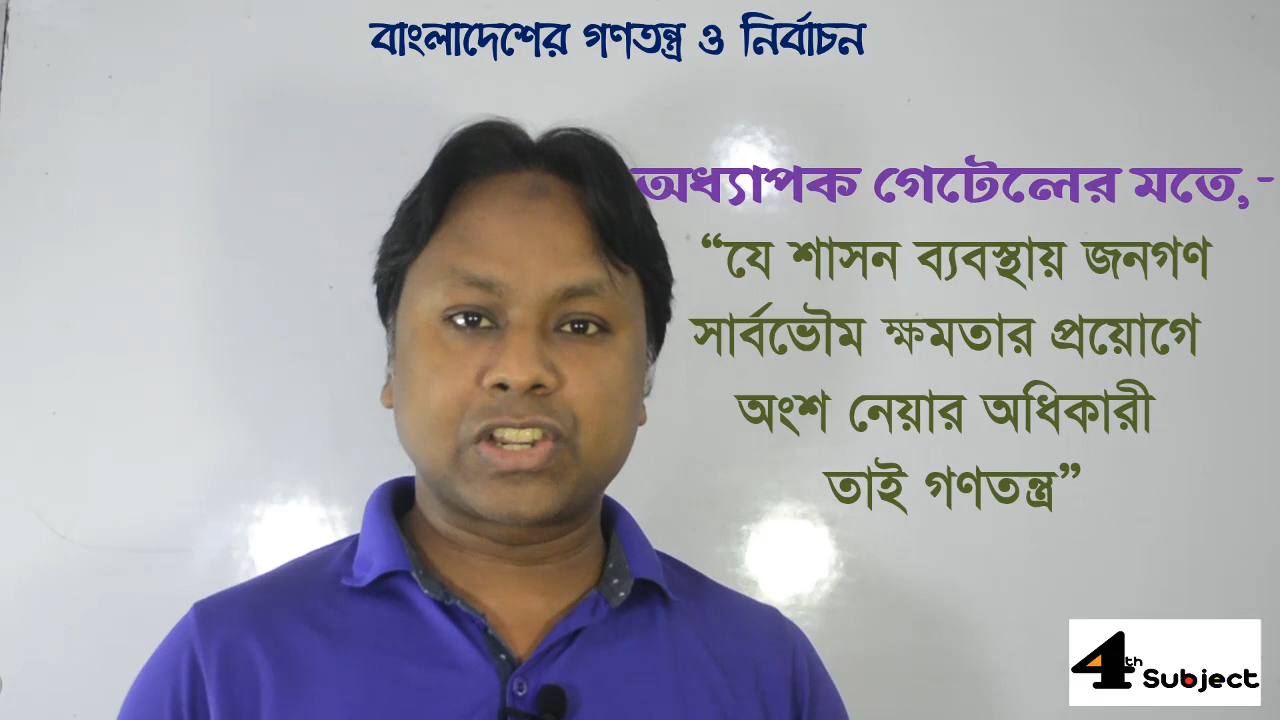 বাংলাদেশের গণতন্ত্র ও নির্বাচন
অধ্যাপক গেটেলের মতে,-
“যে শাসন ব্যবস্থায় জনগণ
সার্বভৌম ক্ষমতার প্রয়োগে
অংশ নেয়ার অধিকারী
তাই গণতন্ত্র”
4th Subject